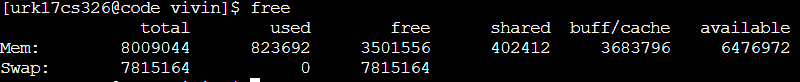 [urk17cs326@code vivin]$ free
total used free shared buff/cache available
Mem: 8009044 823692 3501556 402412 3683796 6476972
Swap: 7815164 0 7815164